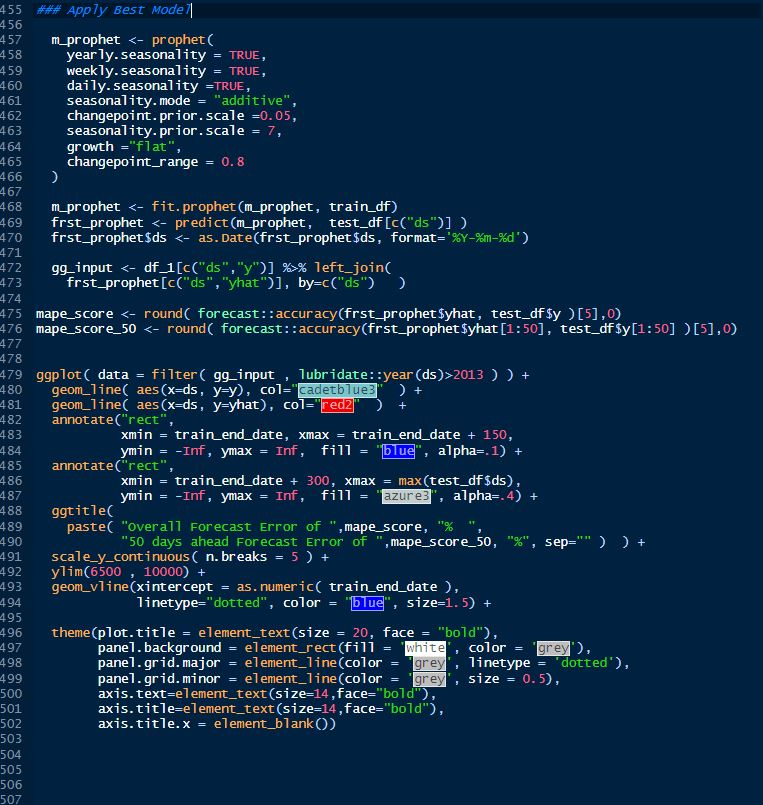 455 ### Apply Best Model
456
457 m_prophet <- prophet(
458 yearly.seasonality = TRUE,
459 weekly.seasonality = TRUE,
460 daily.seasonality =TRUE,
461 seasonality.mode = "additive",
462 changepoint.prior.scale =0.05,
463 seasonality.prior.scale = 7,
464 growth ="flat",
465 changepoint_range = 0.8
466 )
467
468 m_prophet <- fit.prophet(m_prophet, train_df)
469 frst_prophet <- predict(m_prophet, test_df[c("ds")] )
470 frst_prophet$ds <- as.Date(frst_prophet$ds, format='%Y-%m-%d')
471
472 gg_input <- df_1[c("ds","y")] %>% left_join(
473 frst_prophet[c("ds","yhat")], by=c("ds") )
474
475 mape_score <- round( forecast::accuracy(frst_prophet$yhat, test_df$y )[5],0)
476 mape_score_50 <- round( forecast::accuracy(frst_prophet$yhat[1:50], test_df$y[1:50] )[5],0)
477
478
479 ggplot( data = filter( gg_input , lubridate::year(ds)>2013 ) ) +
480 geom_line( aes(x=ds, y=y), col="cadetblue3" ) +
481 geom_line( aes(x=ds, y=yhat), col="red2" ) +
482 annotate("rect",
483 xmin = train_end_date, xmax = train_end_date + 150,
484 ymin = -Inf, ymax = Inf, fill = "blue", alpha=.1) +
485 annotate("rect",
486 xmin = train_end_date + 300, xmax = max(test_df$ds),
487 ymin = -Inf, ymax = Inf, fill = "azure3", alpha=.4) +
488 ggtitle(
489 paste( "Overall Forecast Error of ",mape_score, "%  ",
490 "50 days ahead Forecast Error of ",mape_score_50, "%", sep="" ) ) +
491 scale_y_continuous( n.breaks = 5 ) +
492 ylim(6500 , 10000) +
493 geom_vline(xintercept = as.numeric( train_end_date ),
494 linetype="dotted", color = "blue", size=1.5) +
495
496 theme(plot.title = element_text(size = 20, face = "bold"),
497 panel.background = element_rect(fill = 'white', color = 'grey'),
498 panel.grid.major = element_line(color = 'grey', linetype = 'dotted'),
499 panel.grid.minor = element_line(color = 'grey', size = 0.5),
500 axis.text=element_text(size=14,face="bold"),
501 axis.title=element_text(size=14,face="bold"),
502 axis.title.x = element_blank())
503
504
505
506
507